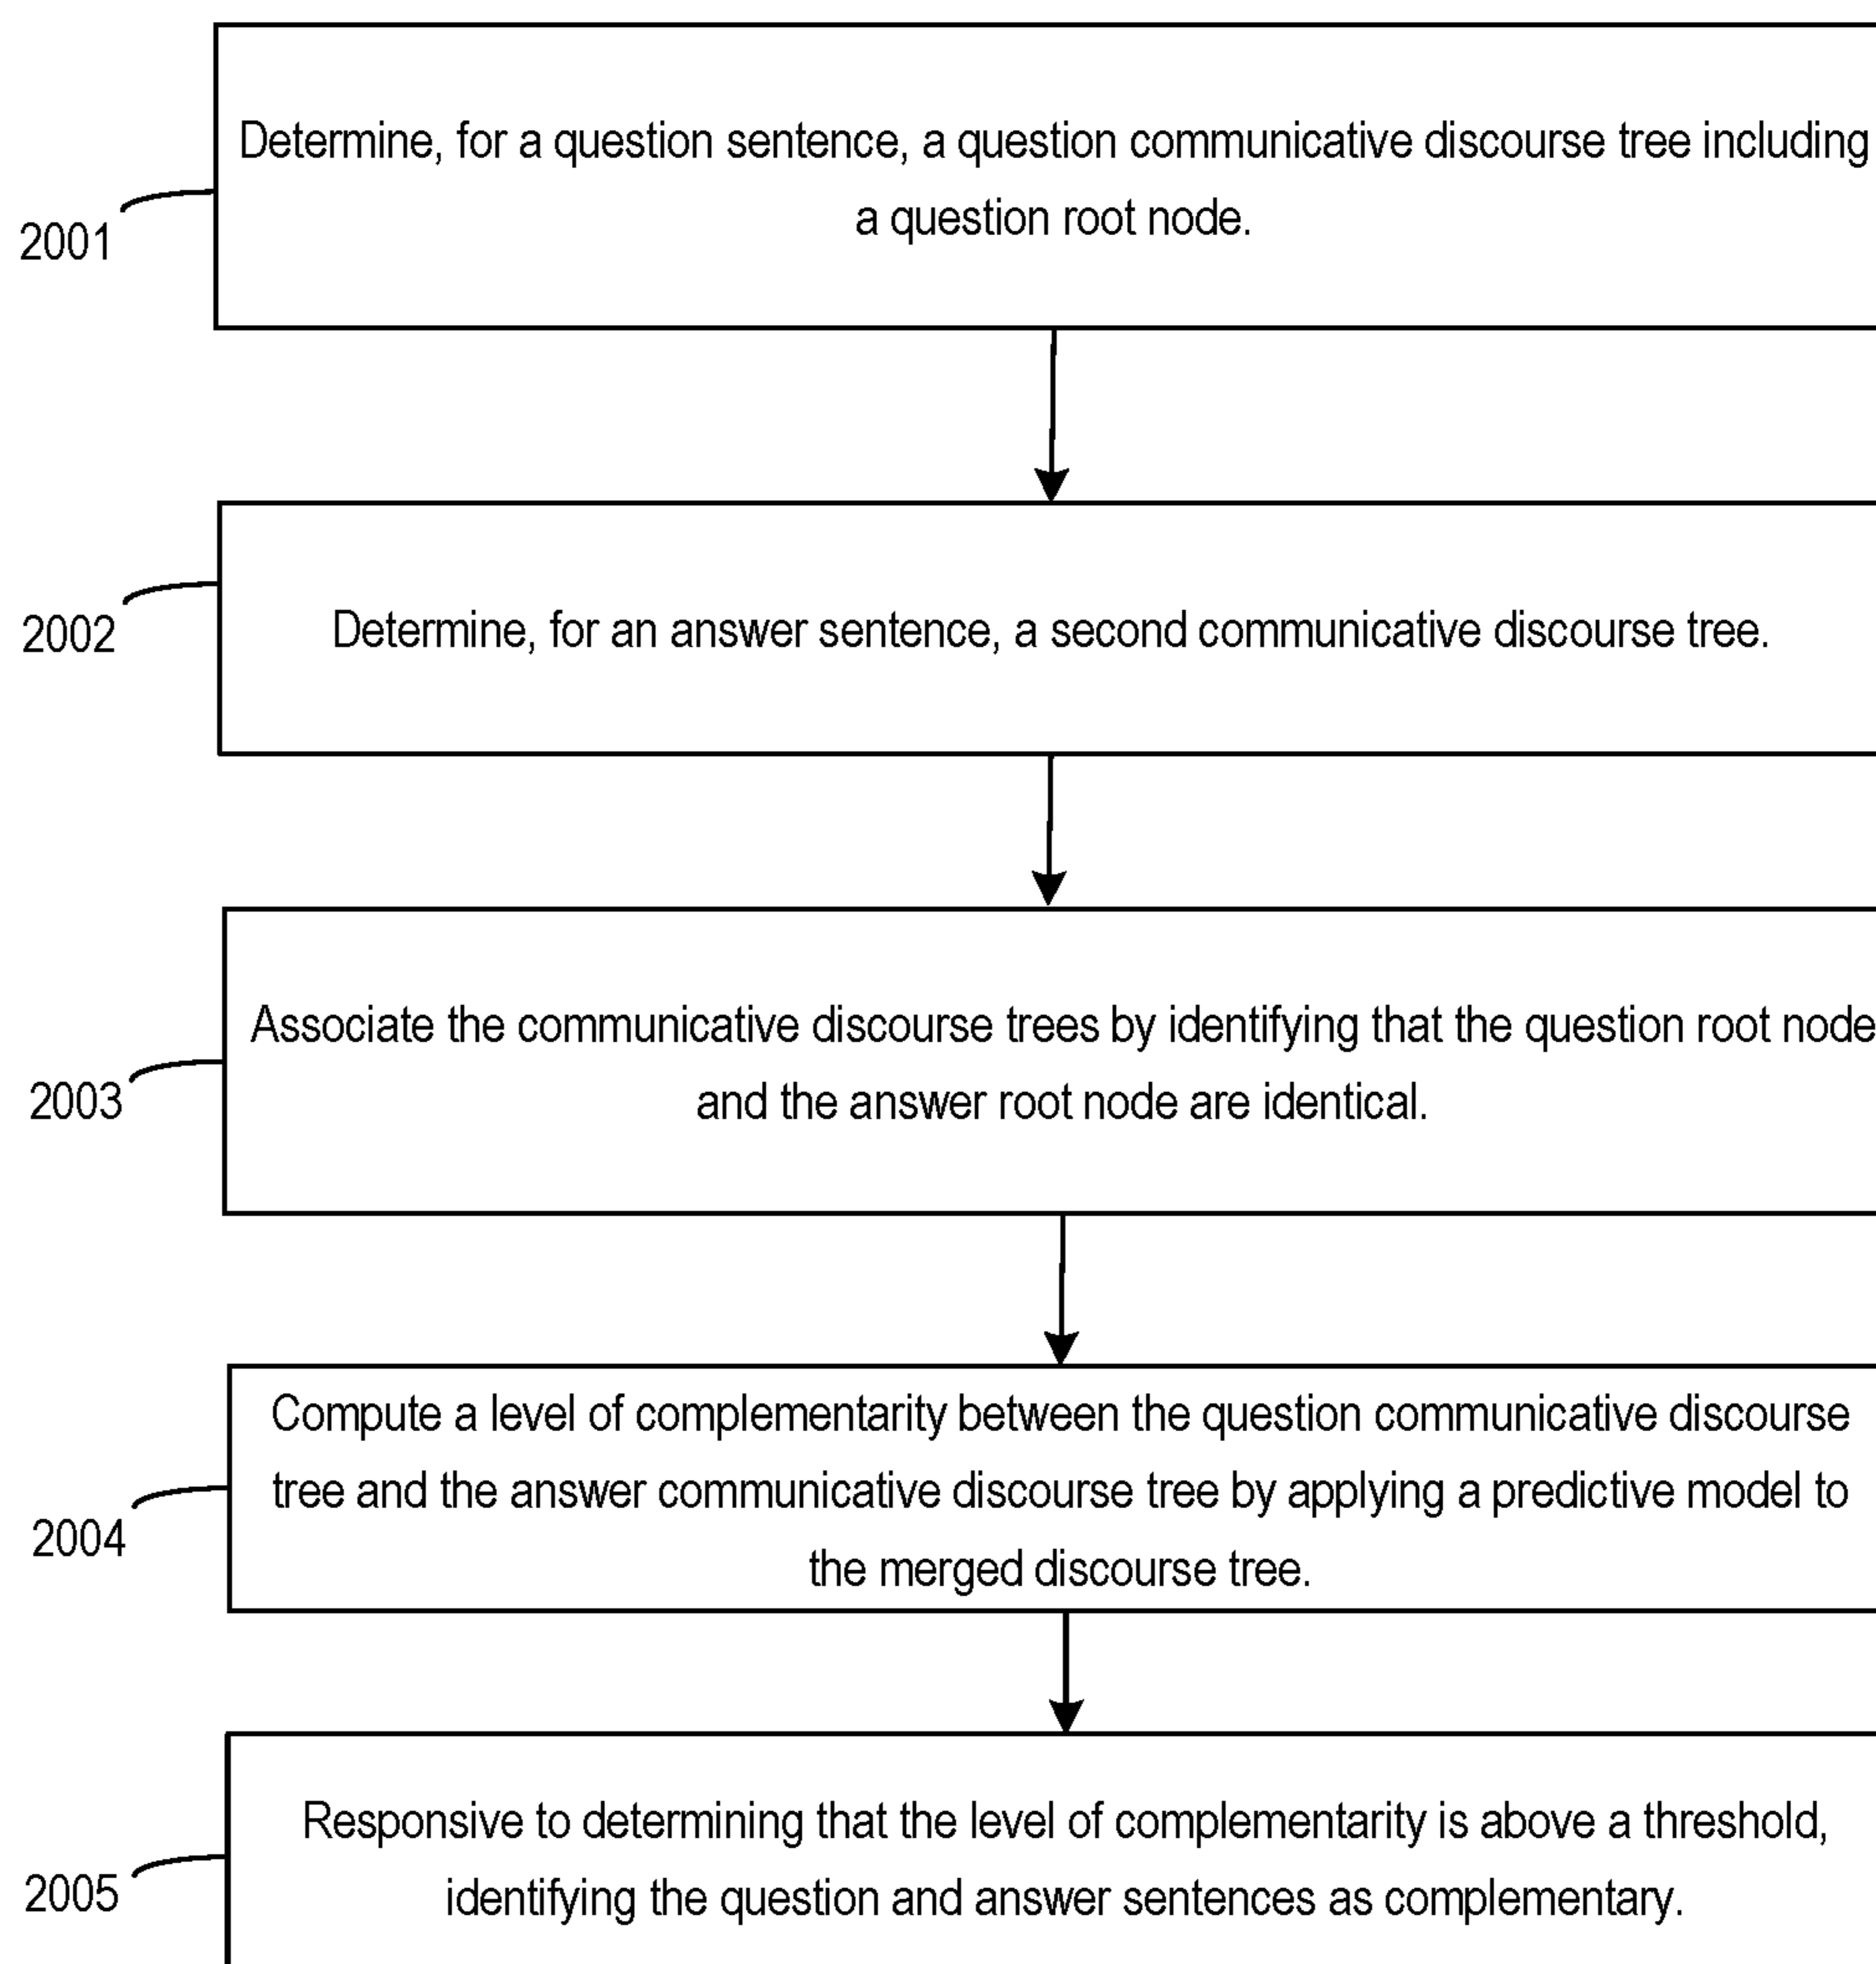 Determine, for a question sentence, a question communicative discourse tree including
a question root node.
2001
Determine, for an answer sentence, a second communicative discourse tree.
2002
Associate the communicative discourse trees by identifying that the question root node
and the answer root node are identical.
2003
Compute a level of complementarity between the question communicative discourse
tree and the answer communicative discourse tree by applying a predictive model to
the merged discourse tree.
2004
Responsive to determining that the level of complementarity is above a threshold,
identifying the question and answer sentences as complementary.
2005